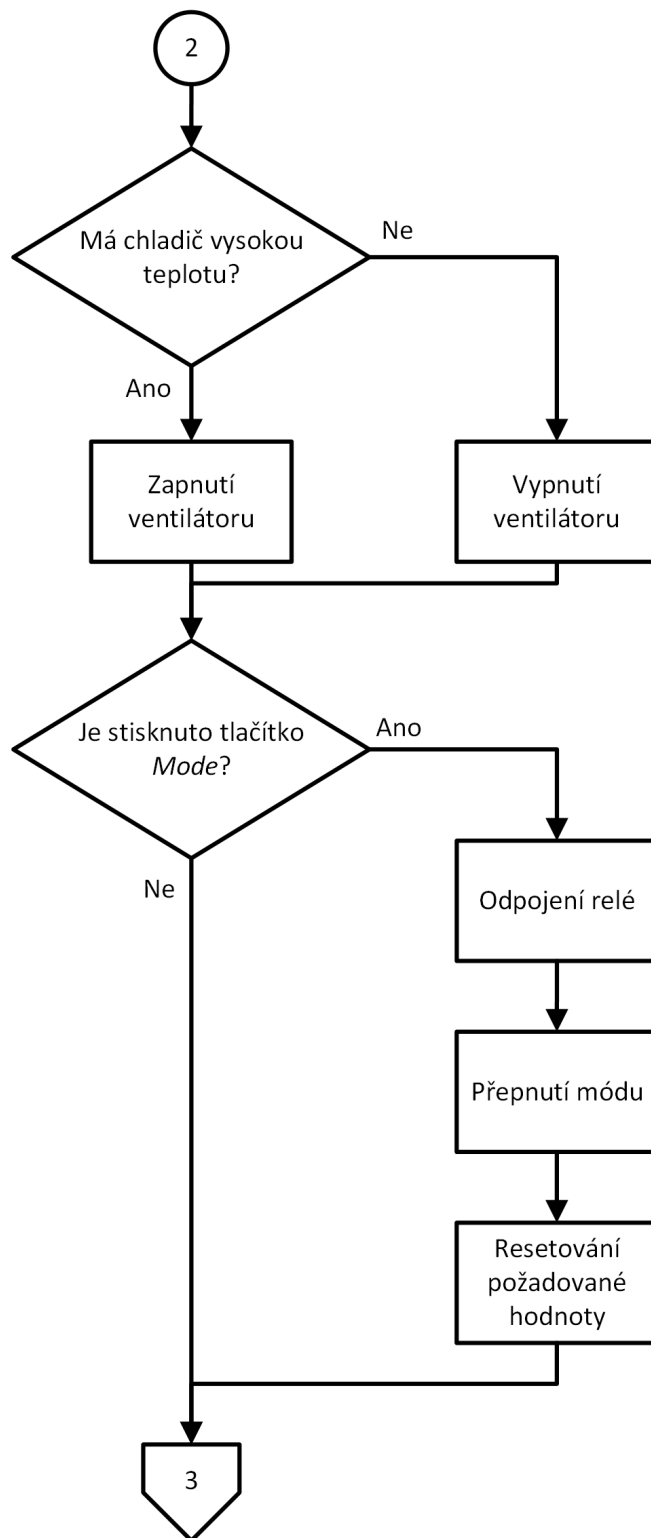 2
Má chladič vysokou
teplotu?
Ne
Ano
Zapnutí
ventilátoru
Vypnutí
ventilátoru
Je stisknuto tlačítko
Mode?
Ano
Ne
Odpojení relé
Přepnutí módu
Resetování
požadované
hodnoty
3